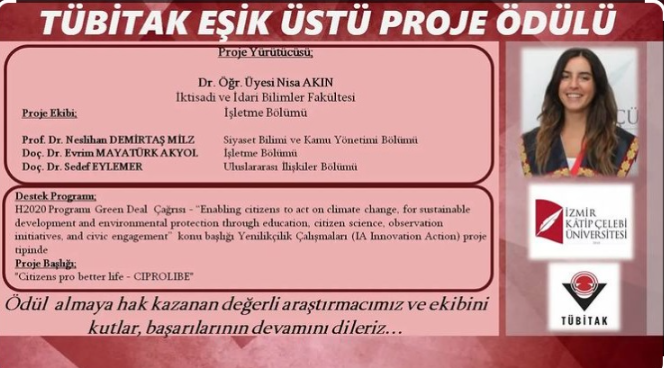 TÜBİTAK EŞİK ÜSTÜ PROJE ÖDÜLÜ
Proje Yürütücüsü;
Dr. Öğr. Üyesi Nisa AKIN
İktisadi ve İdari Bilimler Fakültesi
Proje Ekibi; İşletme Bölümü
Prof. Dr. Neslihan DEMİRTAŞ MİLZ Siyaset Bilimi ve Kamu Yönetimi Bölümü
Doç. Dr. Evrim MAYATÜRK AKYOL İşletme Bölümü
Doç. Dr. Sedef EYLEMER Uluslararası İlişkiler Bölümü
Destek Programı;
H2020 Programı Green Deal Çağrısı - "Enabling citizens to act on climate change, for sustainable
development and environmental protection through education, citizen science, observation
initiatives, and civic engagement" konu başlığı Yenilikçilik Çalışmaları (IA Innovation Action) proje
tipinde
Proje Başlığı;
"Citizens pro better life - CIPROLIBE"
Ödül almaya hak kazanan değerli araştırmacımız ve ekibini
kutlar, başarılarının devamını dileriz...
İZMİR
KÂTİP ÇELEBİ
ÜNİVERSİTESİ
TÜBİTAK